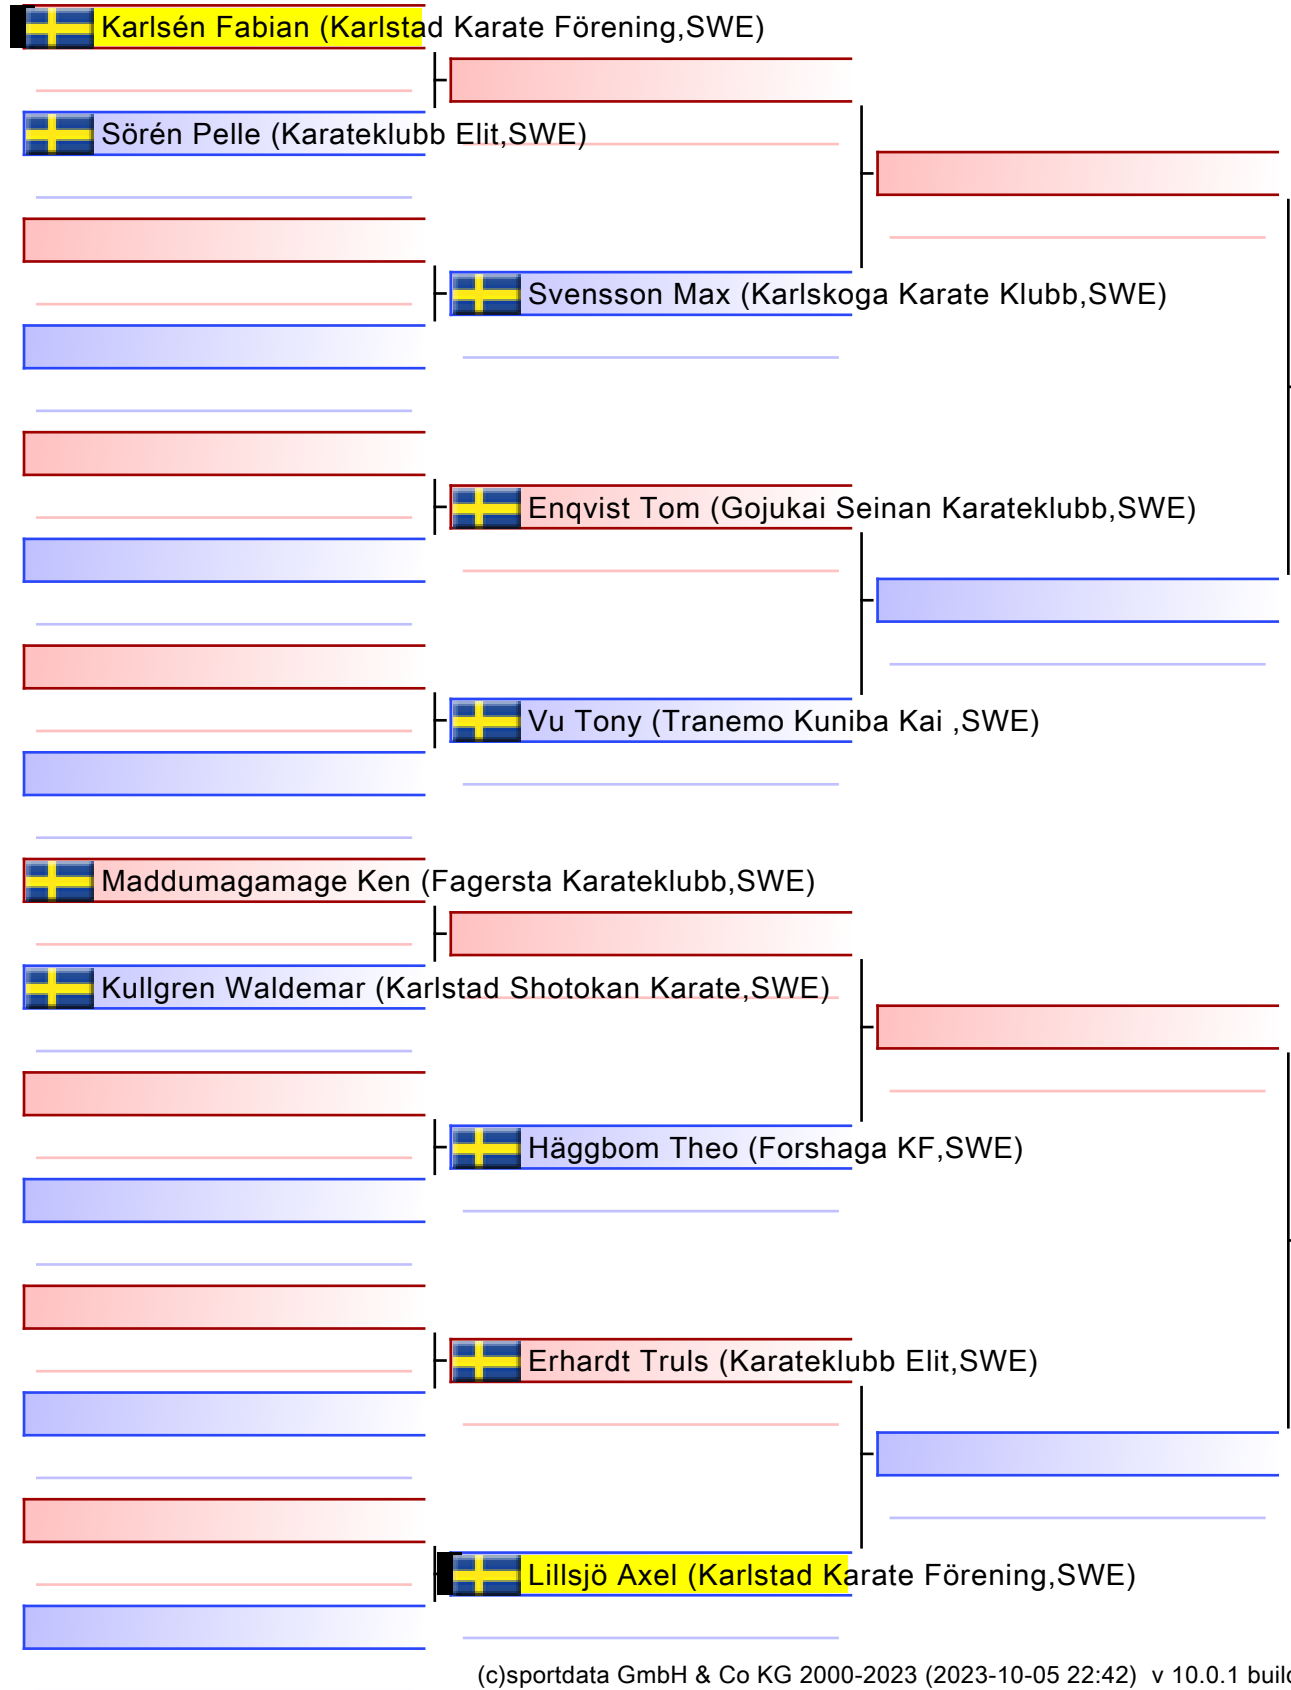 Karlsén Fabian (Karlstad Karate Förening,SWE)
Sörén Pelle (Karateklubb Elit,SWE)
Svensson Max (Karlskoga Karate Klubb,SWE)
Enqvist Tom (Gojukai Seinan Karateklubb,SWE)
Vu Tony (Tranemo Kuniba Kai ,SWE)
Maddumagamage Ken (Fagersta Karateklubb,SWE)
Kullgren Waldemar (Karlstad Shotokan Karate,SWE)
Häggbom Theo (Forshaga KF,SWE)
Erhardt Truls (Karateklubb Elit,SWE)
Lillsjö Axel (Karlstad Karate Förening,SWE)
(c)sportdata GmbH & Co KG 2000-2023 (2023-10-05 22:42) v 10.0.1